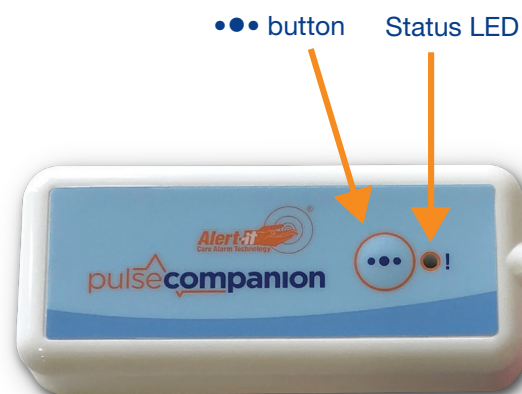 ••• button
Status LED
Alert-it ®
Care Alarm Technology
pulsecompanion
••• !